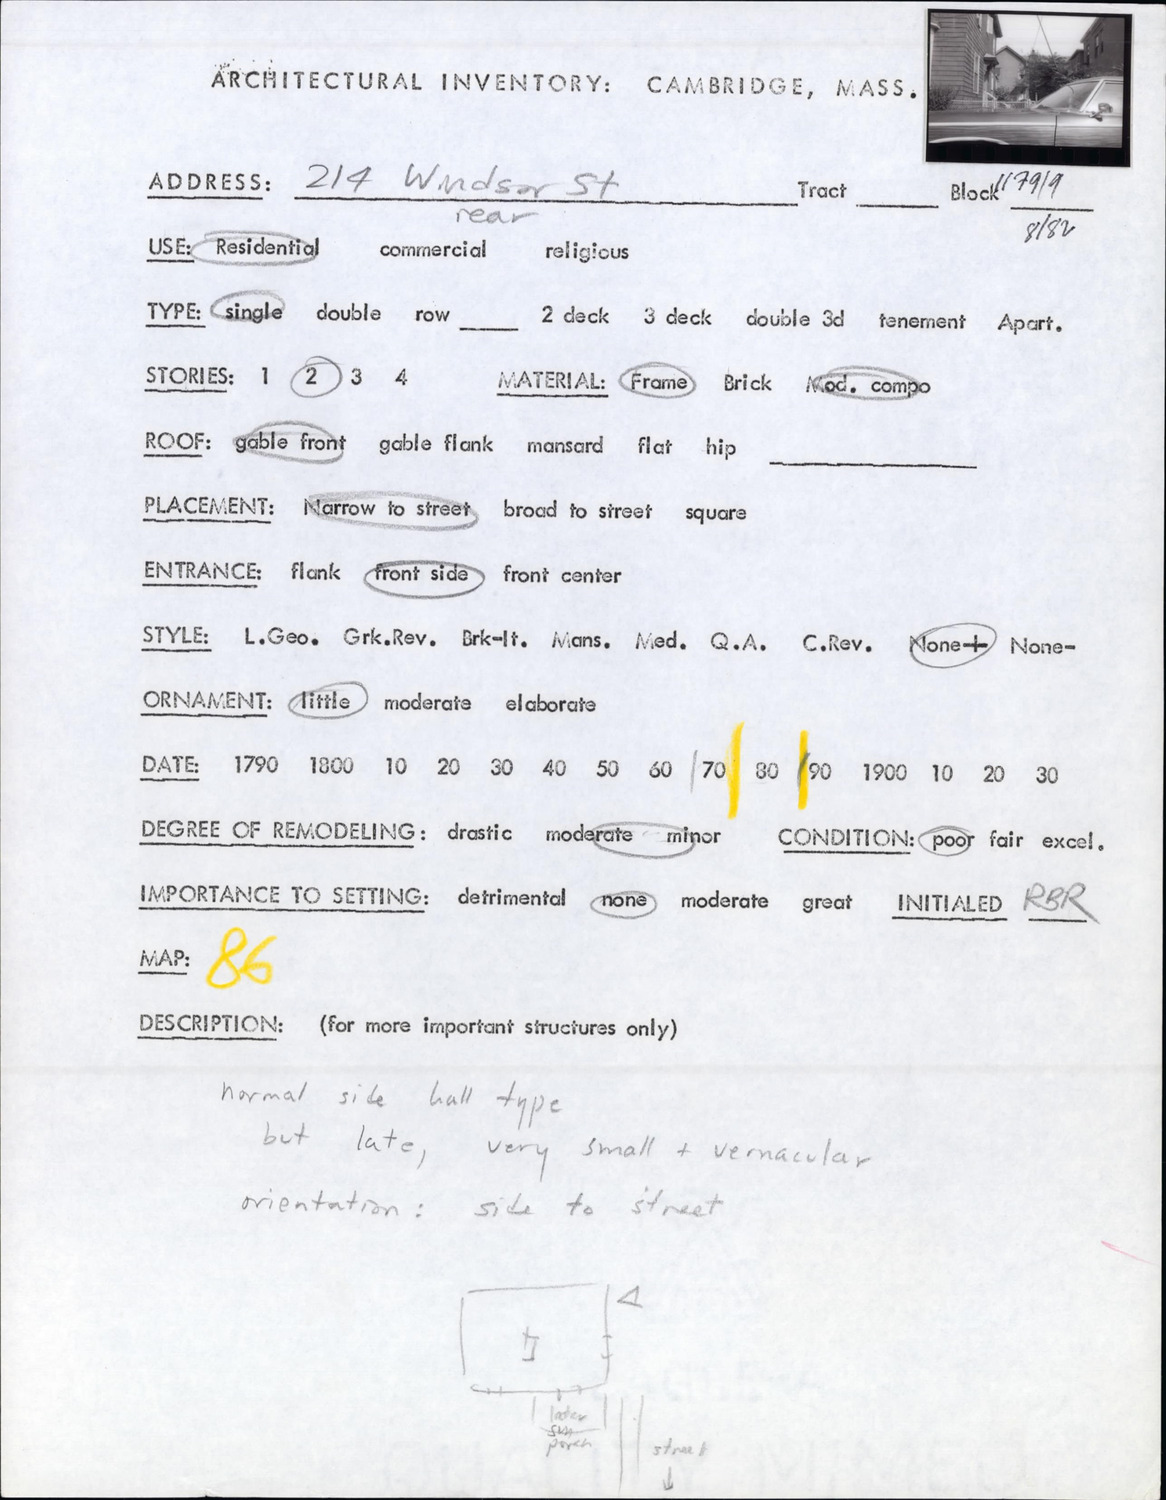 ARCHITECTURAL INVENTORY: CAMBRIDGE, MASS.
ADDRESS: 214 Windsor St Tract ____ Block 1179/9
rear 8/82
USE: Residential commercial religious
TYPE: single double row ____ 2 deck 3 deck double 3d tenement Apart.
STORIES: 1 2 3 4 MATERIAL: Frame Brick Mod. compo
ROOF: gable front gable flank mansard flat hip ____
PLACEMENT: Narrow to street broad to street square
ENTRANCE: flank front side front center
STYLE: L.Geo. Grk.Rev. Brk-It. Mans. Med. Q.A. C.Rev. None+ None-
ORNAMENT: little moderate elaborate
DATE: 1790 1800 10 20 30 40 50 60 70 80 90 1900 10 20 30
DEGREE OF REMODELING: drastic moderate minor CONDITION: poor fair excel.
IMPORTANCE TO SETTING: detrimental none moderate great INITIALED RBR
MAP: 86
DESCRIPTION: (for more important structures only)
normal side hall type
but late, very small + vernacular
orientation: side to street
later
sun
porch
street